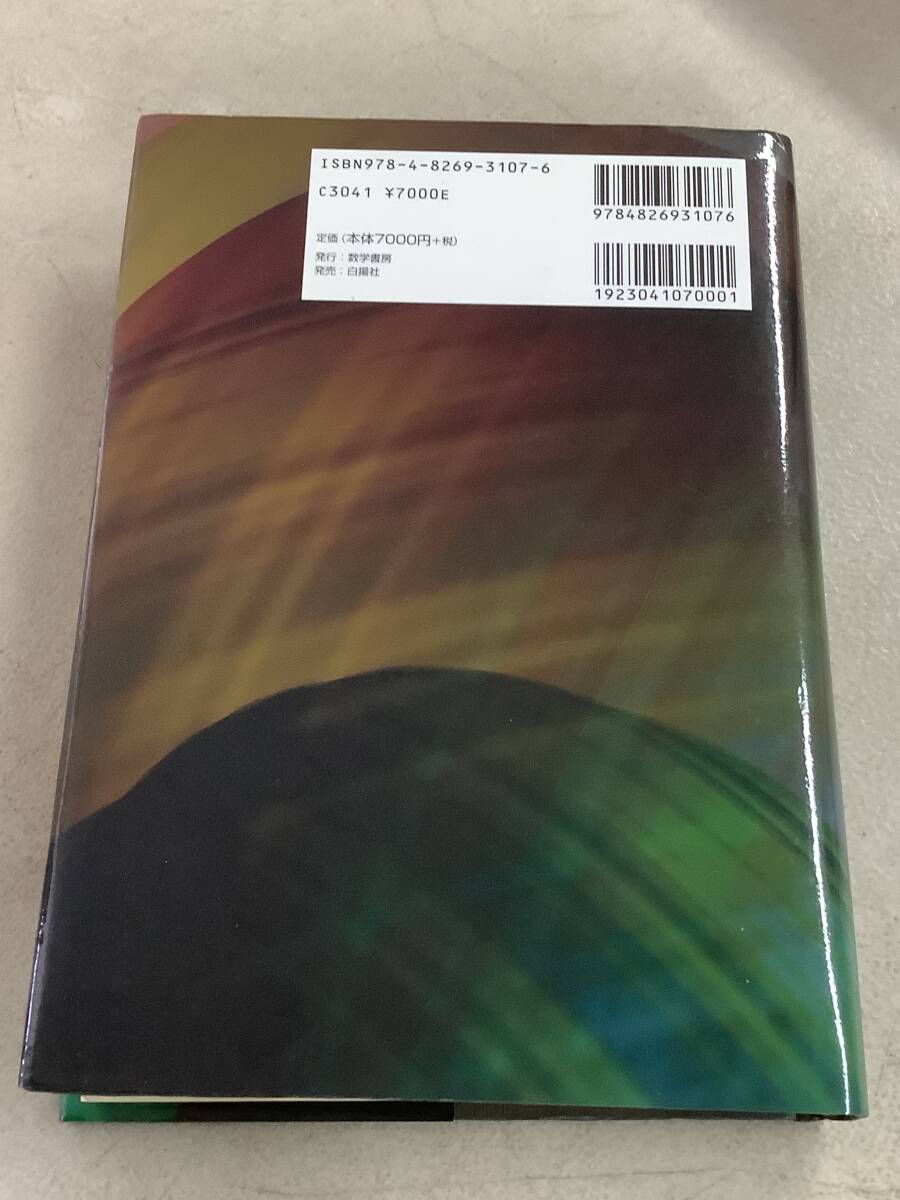 ISBN978-4-8269-3107-6
C3041 ¥7000E
定価（本体7000円+税）
発行：数学書房
発売：白揚社
9784826931076
1923041070001